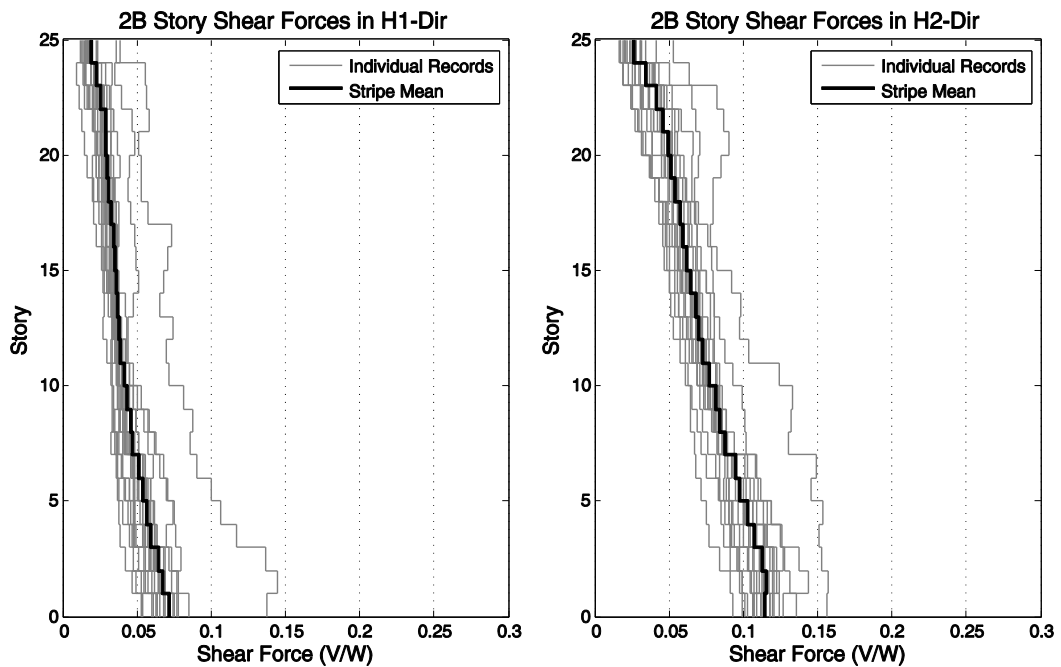 2B Story Shear Forces in H1-Dir
25
20
15
10
5
0
Story
Individual Records
Stripe Mean
0 0.05 0.1 0.15 0.2 0.25 0.3
Shear Force (V/W)
2B Story Shear Forces in H2-Dir
25
20
15
10
5
0
Story
Individual Records
Stripe Mean
0 0.05 0.1 0.15 0.2 0.25 0.3
Shear Force (V/W)